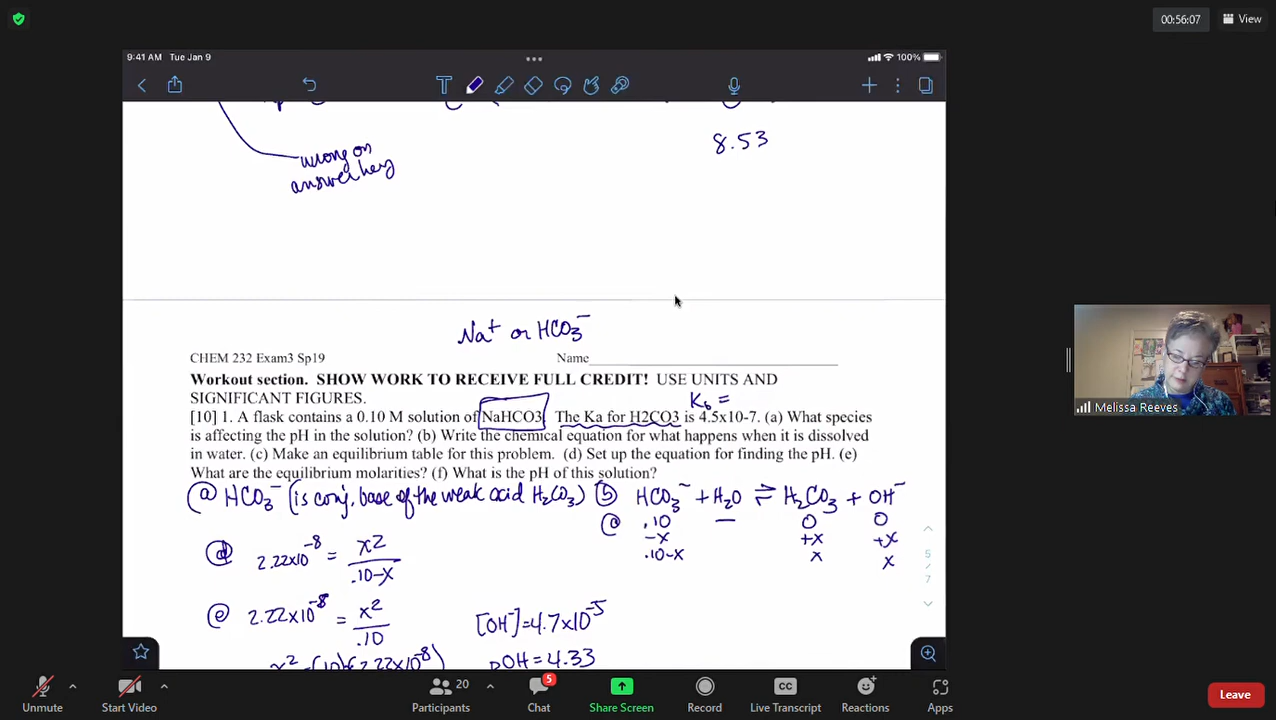 00:56:07
View
9:41 AM Tue Jan 9
100%
T
8.53
wrong on
answer key
Na+ or HCO3-
CHEM 232 Exam3 Sp19
Name
Workout section. SHOW WORK TO RECEIVE FULL CREDIT! USE UNITS AND
SIGNIFICANT FIGURES.
Kb =
[10] 1. A flask contains a 0.10 M solution of NaHCO3. The Ka for H2CO3 is 4.5x10-7. (a) What species
is affecting the pH in the solution? (b) Write the chemical equation for what happens when it is dissolved
in water. (c) Make an equilibrium table for this problem. (d) Set up the equation for finding the pH. (e)
What are the equilibrium molarities? (f) What is the pH of this solution?
ⓐ HCO3- (is conj. base of the weak acid H2CO3) ⓑ HCO3- + H2O ⇌ H2CO3 + OH-
.10 — 0 0
-x +x +x
.10-x x x
ⓓ 2.22x10-8 = x2
.10-x
ⓔ 2.22x10-8 = x2
.10
[OH-]=4.7x10-5
x2 = (.10)(2.22x10-8)
pOH = 4.33
5
/
7
Melissa Reeves
Unmute
Start Video
20
Participants
5
Chat
Share Screen
Record
CC
Live Transcript
Reactions
Apps
Leave